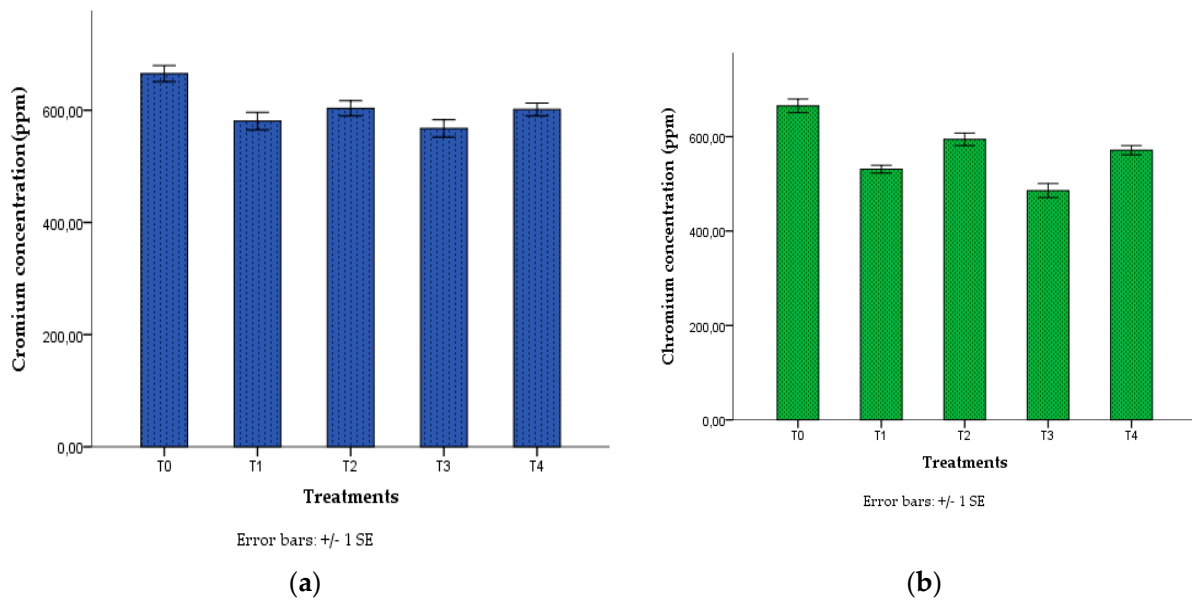 Cromium concentration (ppm)
600,00
400,00
200,00
0,00
T0 T1 T2 T3 T4
Treatments
Error bars: +/- 1 SE
(a)
Chromium concentration (ppm)
600,00
400,00
200,00
0,00
T0 T1 T2 T3 T4
Treatments
Error bars: +/- 1 SE
(b)